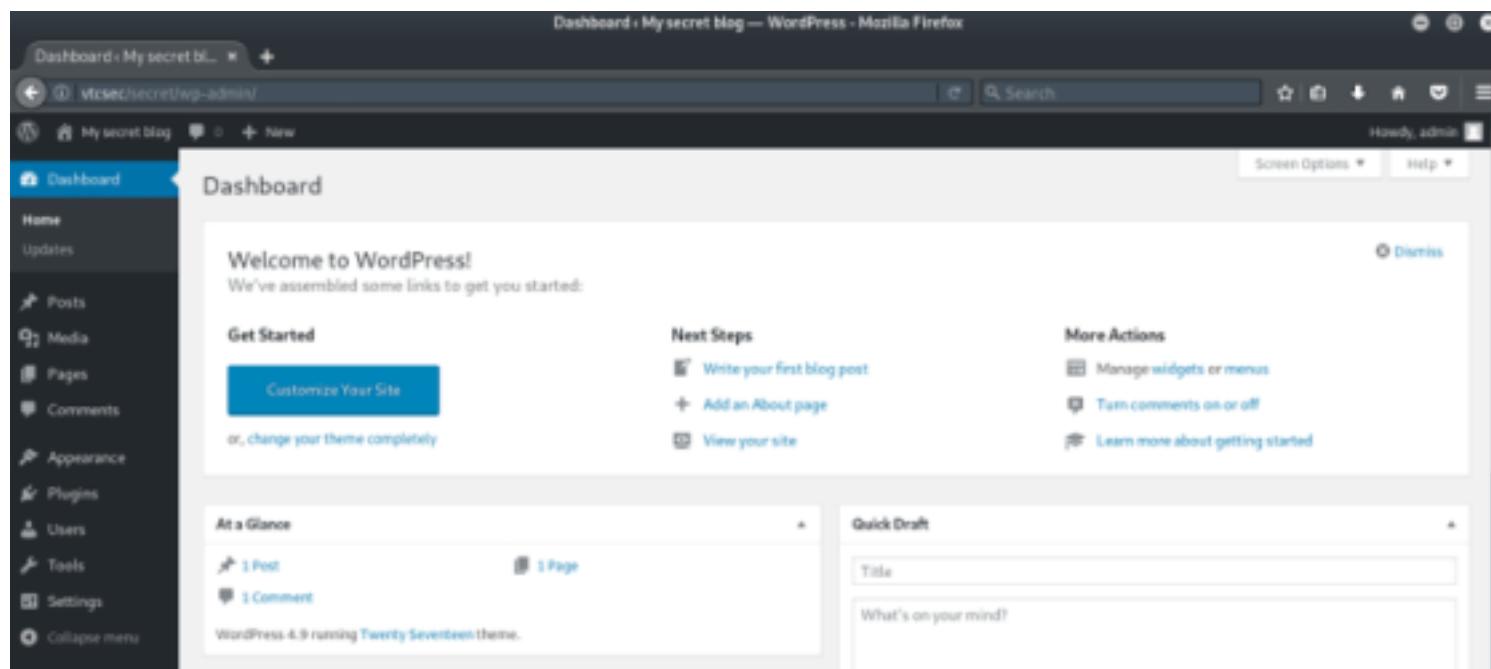 Dashboard ‹ My secret blog — WordPress - Mozilla Firefox
Dashboard ‹ My secret bl...
vtcsec/secret/wp-admin/
Search
My secret blog 0 + New
Howdy, admin
Screen Options ▼ Help ▼
Dashboard
Home
Updates
Posts
Media
Pages
Comments
Appearance
Plugins
Users
Tools
Settings
Collapse menu
Dashboard
Welcome to WordPress!
We've assembled some links to get you started:
Dismiss
Get Started
Customize Your Site
or, change your theme completely
Next Steps
Write your first blog post
Add an About page
View your site
More Actions
Manage widgets or menus
Turn comments on or off
Learn more about getting started
At a Glance
1 Post
1 Page
1 Comment
WordPress 4.9 running Twenty Seventeen theme.
Quick Draft
Title
What's on your mind?